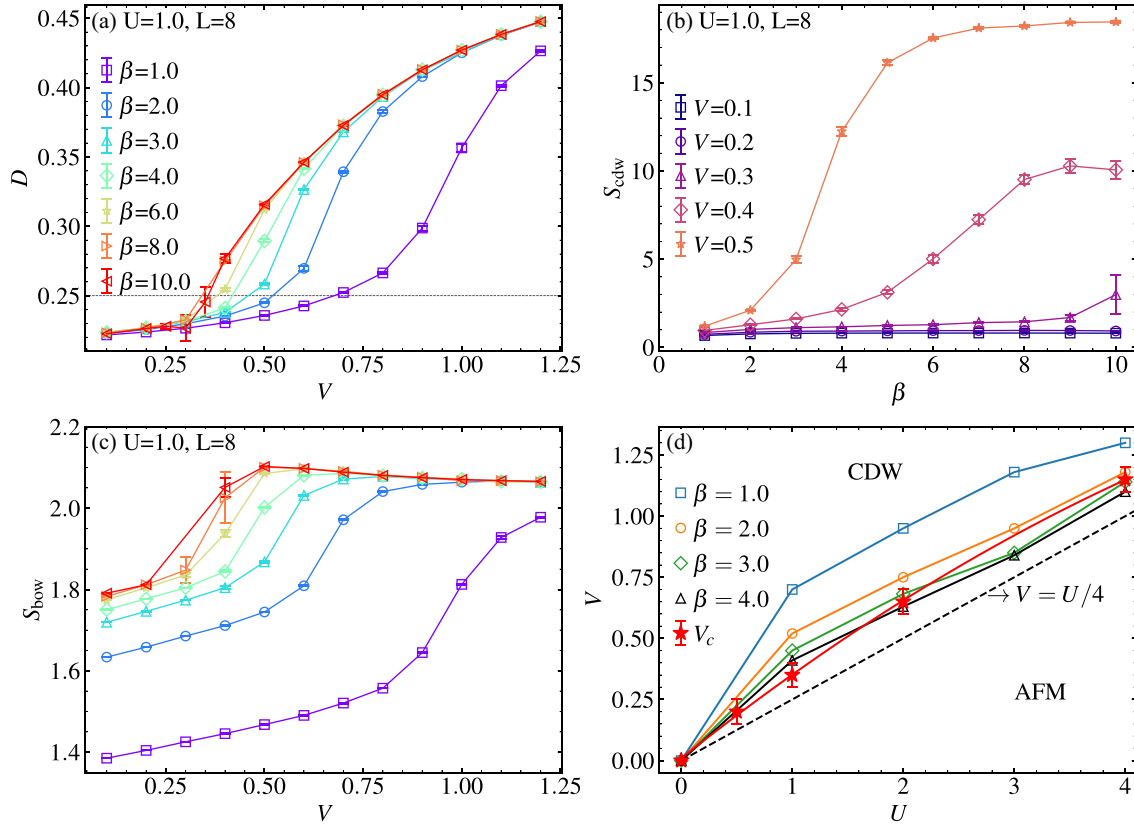 (a) U=1.0, L=8
0.45
0.40
0.35
0.30
0.25
D
β=1.0
β=2.0
β=3.0
β=4.0
β=6.0
β=8.0
β=10.0
0.25 0.50 0.75 1.00 1.25
V
(b) U=1.0, L=8
15
10
5
0
S_cdw
V=0.1
V=0.2
V=0.3
V=0.4
V=0.5
0 2 4 6 8 10
β
(c) U=1.0, L=8
2.2
2.0
1.8
1.6
1.4
S_bow
0.25 0.50 0.75 1.00 1.25
V
(d)
1.25
1.00
0.75
0.50
0.25
0.00
V
CDW
β = 1.0
β = 2.0
β = 3.0
β = 4.0
V_c
→ V = U/4
AFM
0 1 2 3 4
U